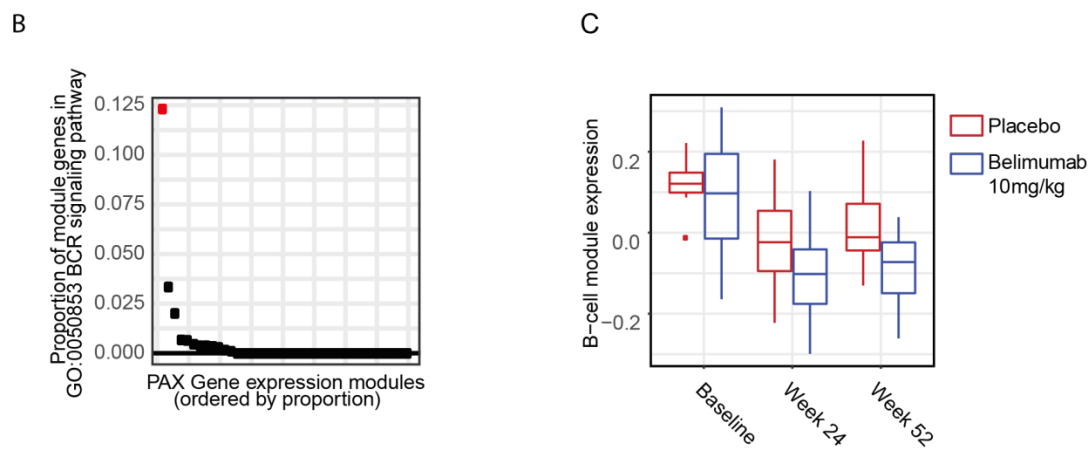 B
Proportion of module genes in
GO:0050853 BCR signaling pathway
0.125
0.100
0.075
0.050
0.025
0.000
PAX Gene expression modules
(ordered by proportion)
C
B−cell module expression
0.2
0.0
−0.2
Baseline
Week 24
Week 52
Placebo
Belimumab
10mg/kg